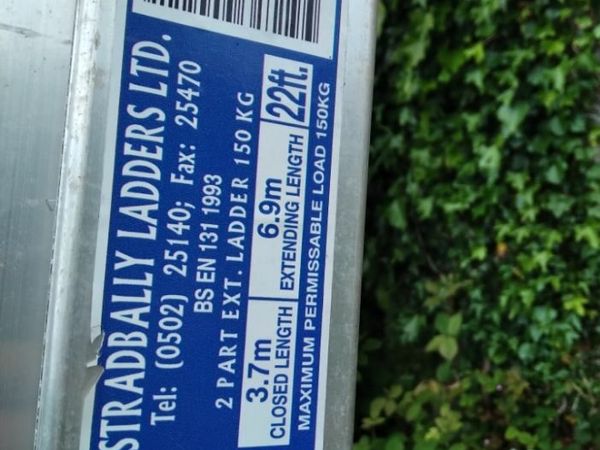 STRADBALLY LADDERS LTD.
Tel: (0502) 25140; Fax: 25470
BS EN 131 1993
2 PART EXT. LADDER 150 KG
3.7m 6.9m 22ft.
CLOSED LENGTH EXTENDING LENGTH
MAXIMUM PERMISSABLE LOAD 150KG